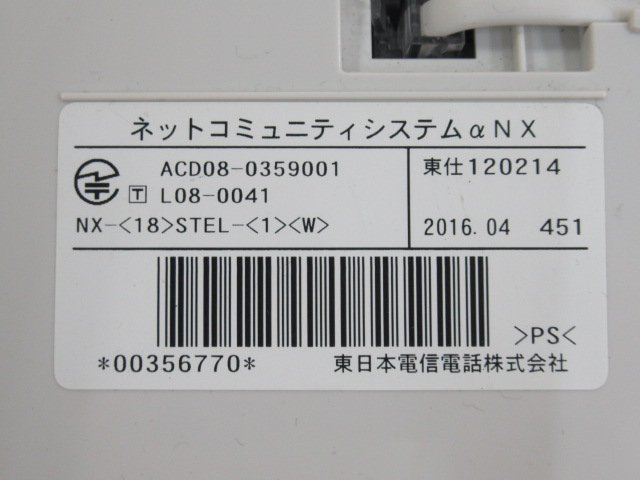 ネットコミュニティシステムαNX
ACD08-0359001
T L08-0041
NX-<18>STEL-<1><W>
東仕120214
2016.04 451
>PS<
*00356770*
東日本電信電話株式会社